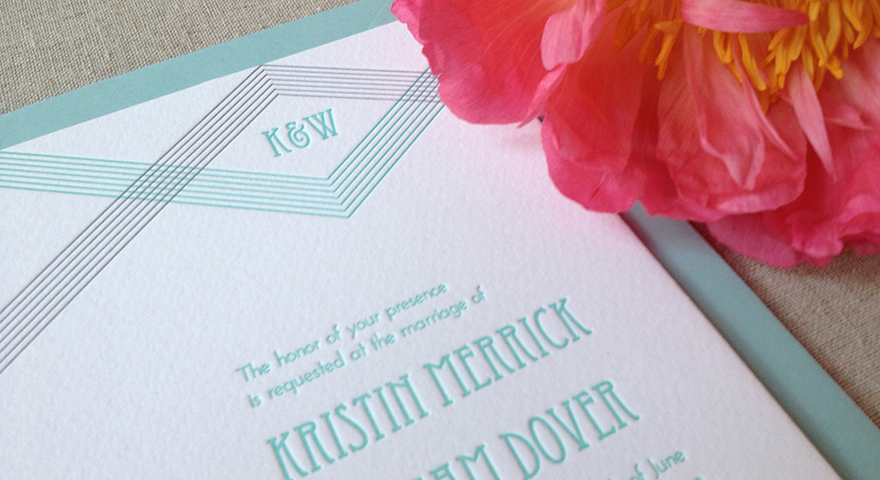 K&W
The honor of your presence
is requested at the marriage of
KRISTIN MERRICK
DOVER
of June